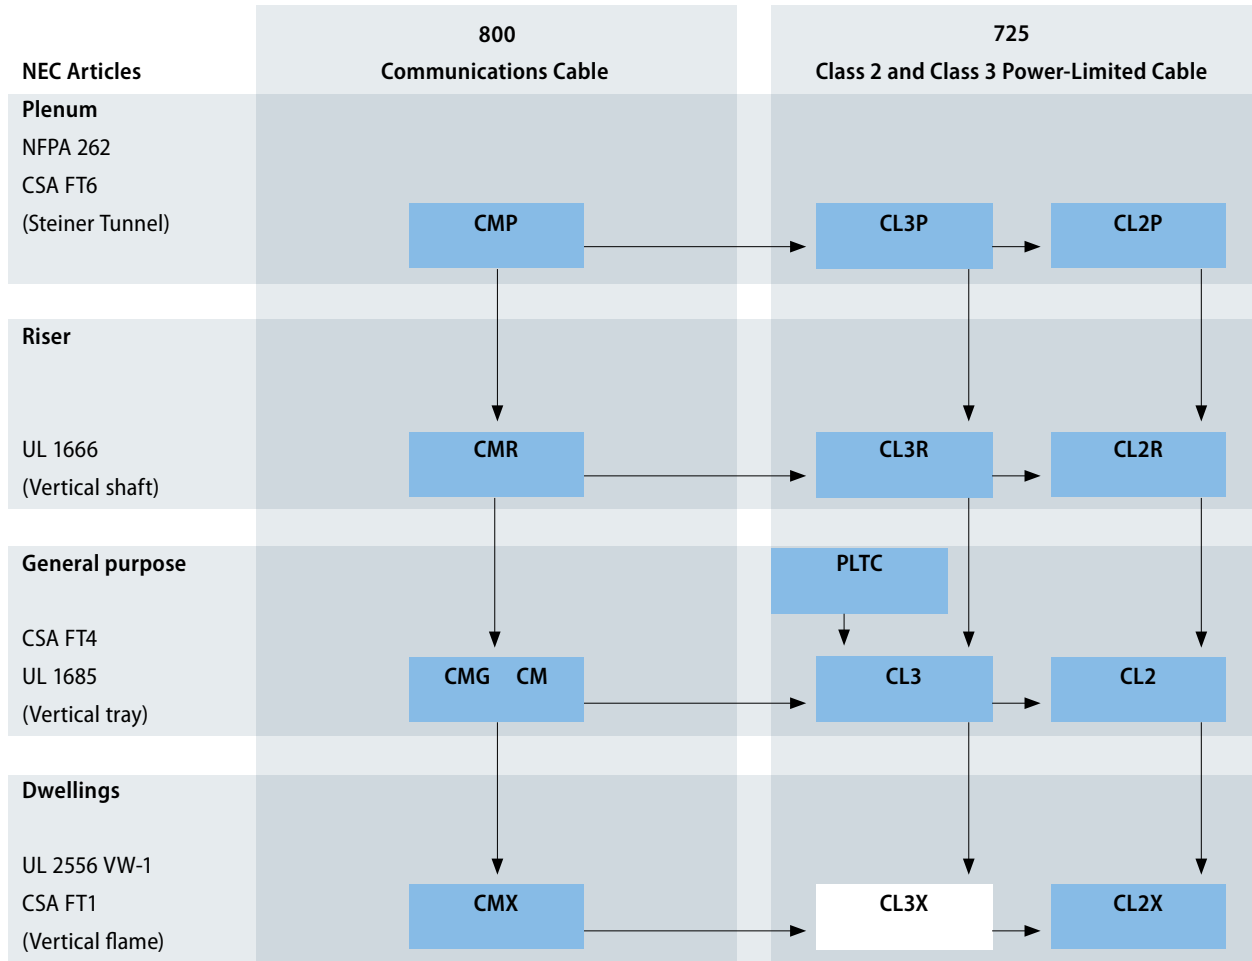 800
725
NEC Articles
Communications Cable
Class 2 and Class 3 Power-Limited Cable
Plenum
NFPA 262
CSA FT6
(Steiner Tunnel)
CMP
CL3P
CL2P
Riser
UL 1666
(Vertical shaft)
CMR
CL3R
CL2R
General purpose
PLTC
CSA FT4
UL 1685
(Vertical tray)
CMG CM
CL3
CL2
Dwellings
UL 2556 VW-1
CSA FT1
(Vertical flame)
CMX
CL3X
CL2X